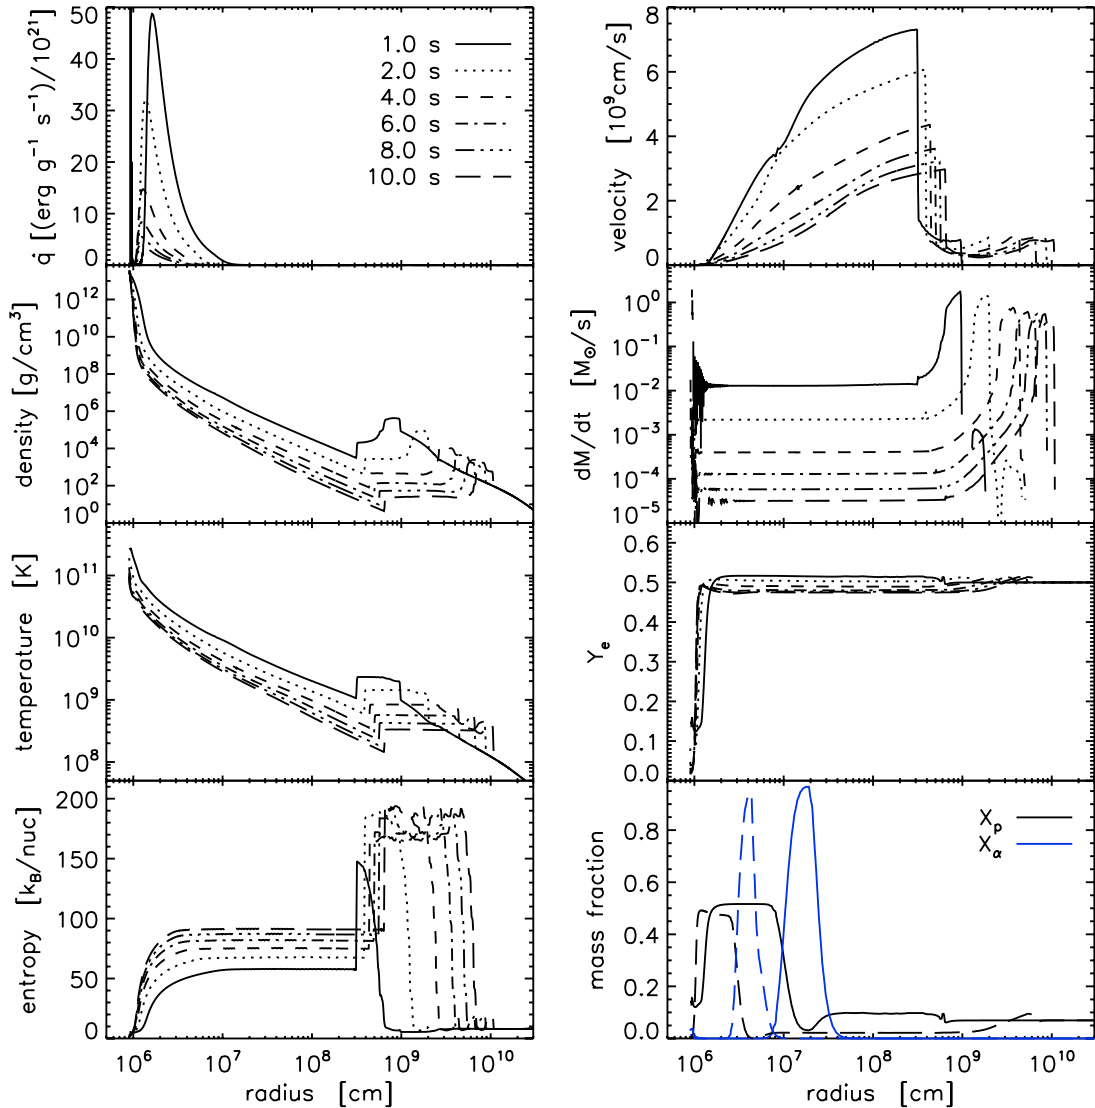 q̇ [(erg g⁻¹ s⁻¹)/10²¹]
50
40
30
20
10
0
1.0 s
2.0 s
4.0 s
6.0 s
8.0 s
10.0 s
velocity [10⁹cm/s]
8
6
4
2
0
density [g/cm³]
10¹²
10¹⁰
10⁸
10⁶
10⁴
10²
10⁰
dM/dt [M⊙/s]
10⁰
10⁻¹
10⁻²
10⁻³
10⁻⁴
10⁻⁵
temperature [K]
10¹¹
10¹⁰
10⁹
10⁸
Yₑ
0.6
0.5
0.4
0.3
0.2
0.1
0.0
entropy [k_B/nuc]
200
150
100
50
0
10⁶ 10⁷ 10⁸ 10⁹ 10¹⁰
radius [cm]
mass fraction
0.8
0.6
0.4
0.2
0.0
X_p
X_α
10⁶ 10⁷ 10⁸ 10⁹ 10¹⁰
radius [cm]